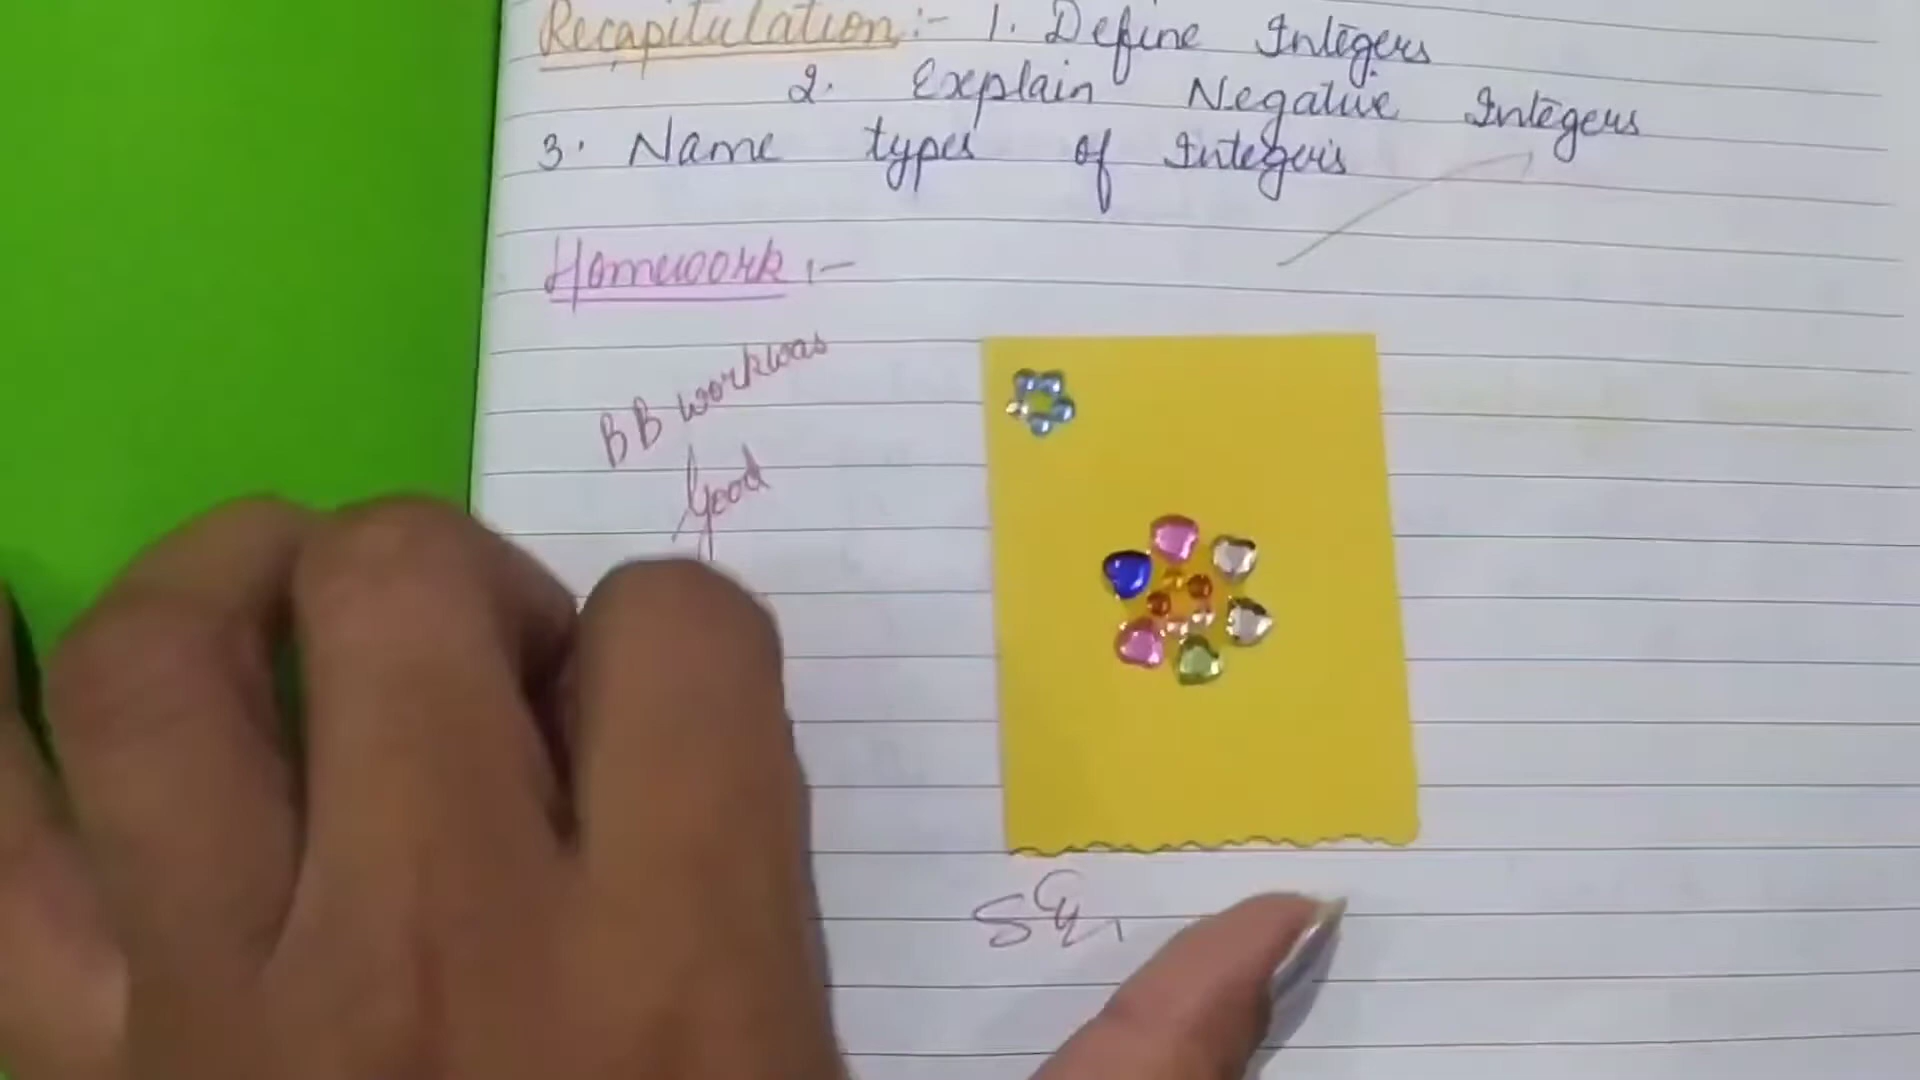 Recapitulation :- 1. Define Integers
2. Explain Negative Integers
3. Name types of Integers
Homework :-
BB work was
Good